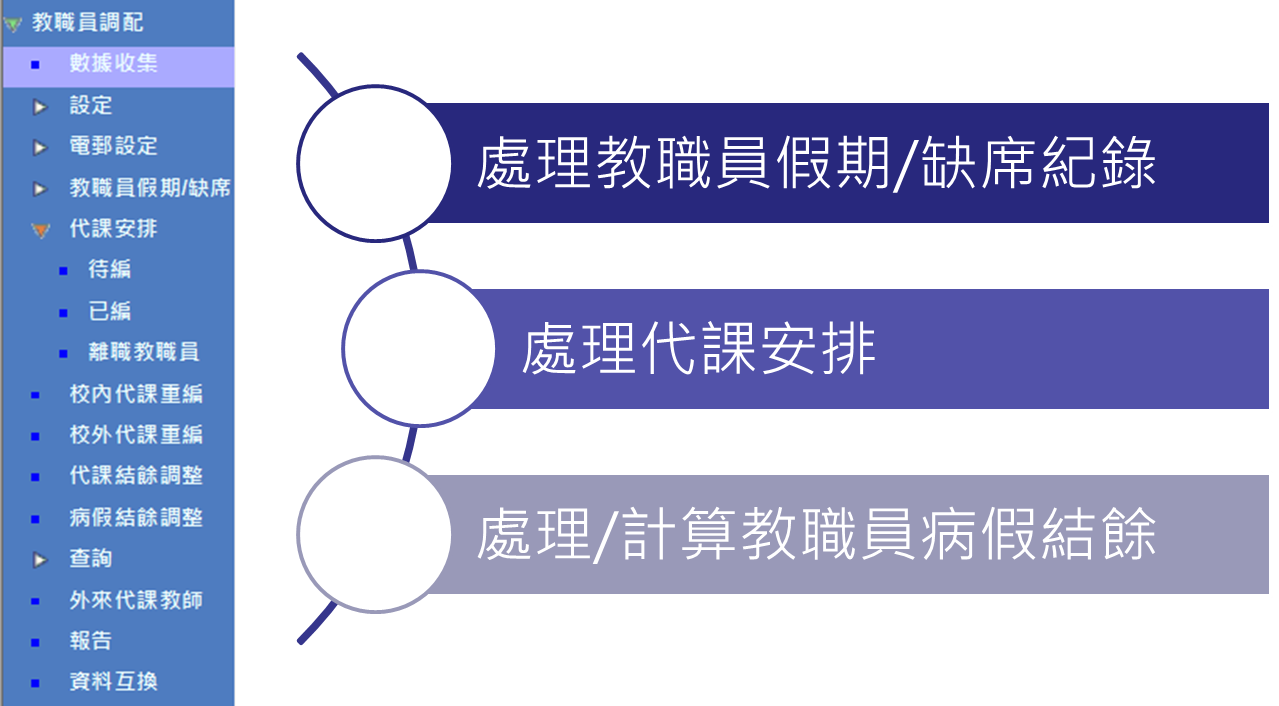 教職員調配
數據收集
設定
電郵設定
教職員假期/缺席
代課安排
待編
已編
離職教職員
校內代課重編
校外代課重編
代課結餘調整
病假結餘調整
查詢
外來代課教師
報告
資料互換
處理教職員假期/缺席紀錄
處理代課安排
處理/計算教職員病假結餘